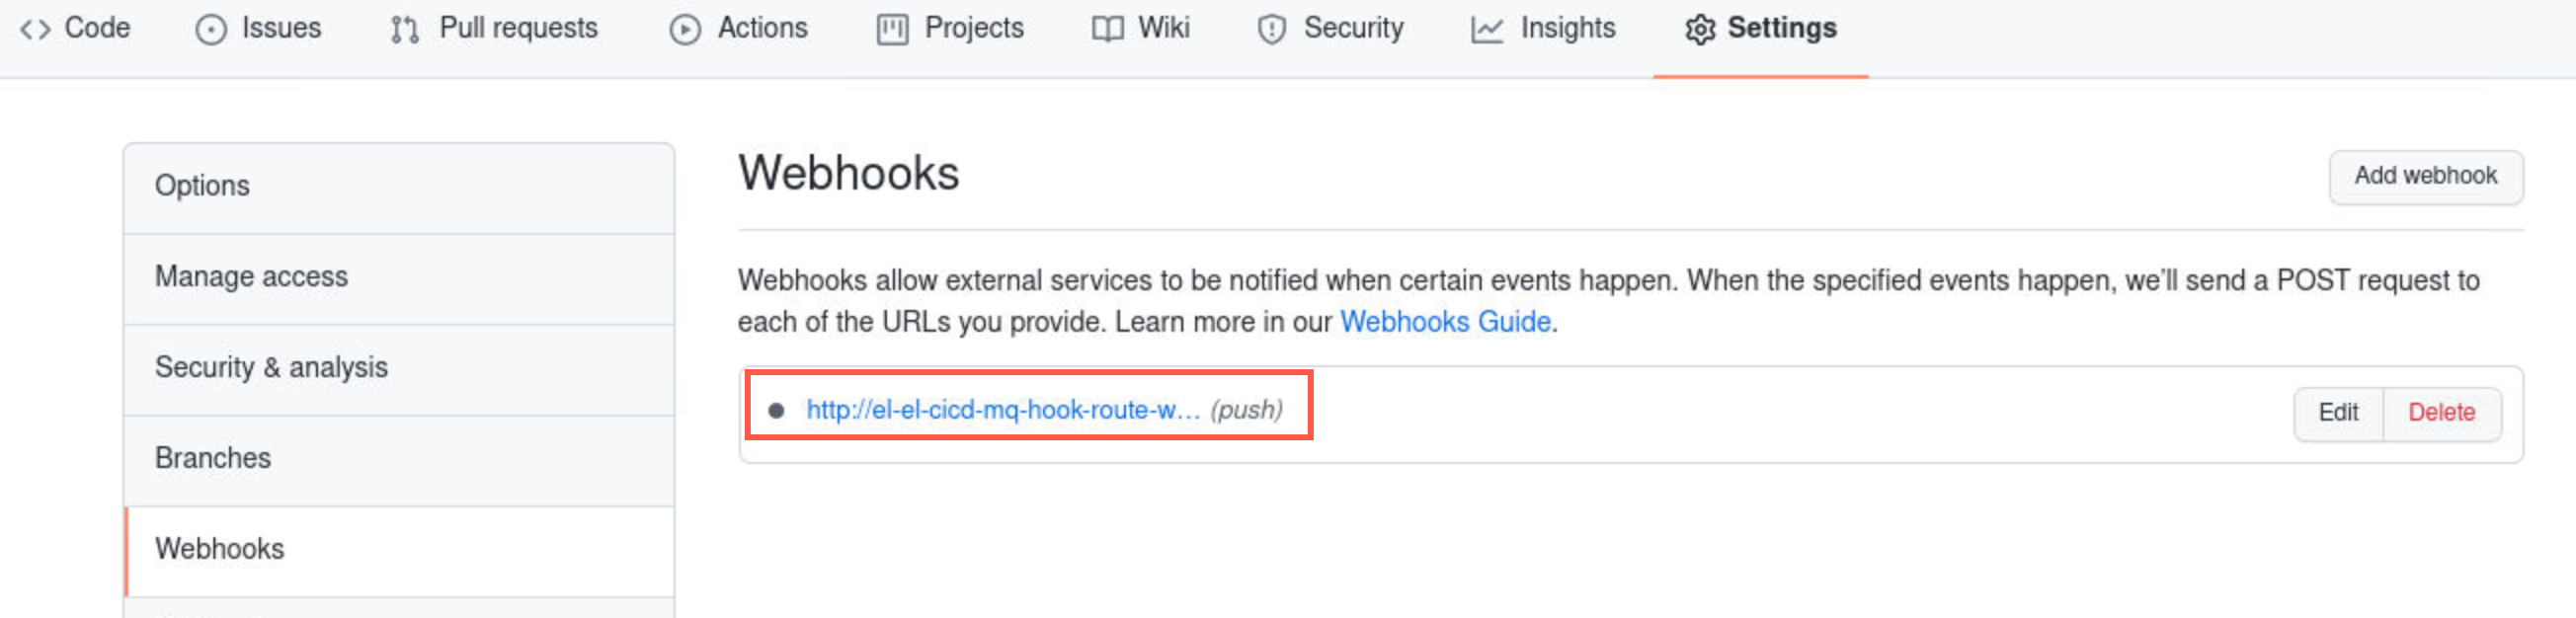 Code Issues Pull requests Actions Projects Wiki Security Insights Settings
Options
Manage access
Security & analysis
Branches
Webhooks
Webhooks
Add webhook
Webhooks allow external services to be notified when certain events happen. When the specified events happen, we'll send a POST request to
each of the URLs you provide. Learn more in our Webhooks Guide.
http://el-el-cicd-mq-hook-route-w... (push)
Edit Delete